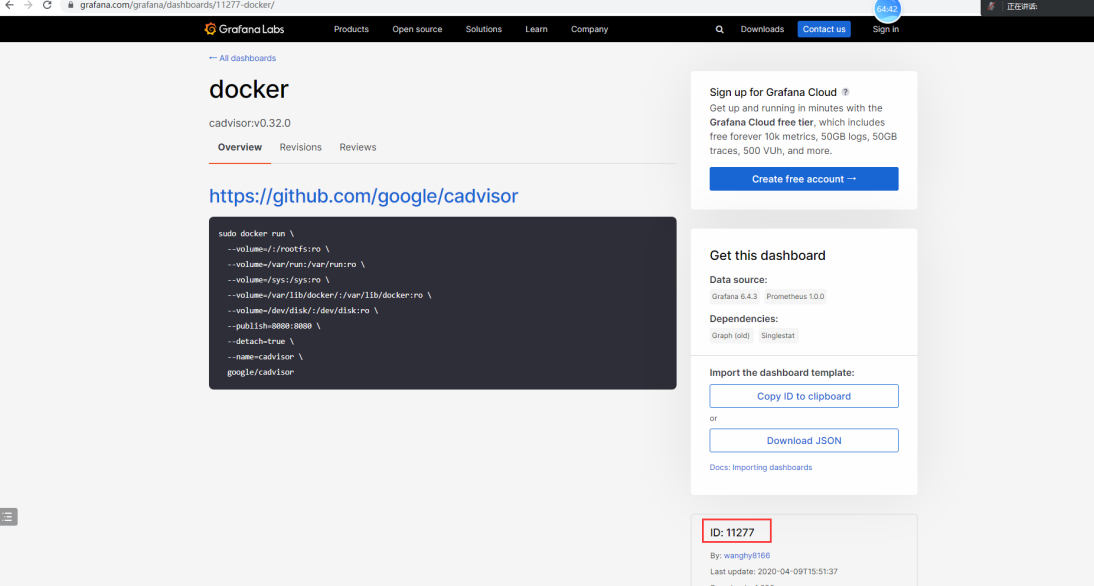 grafana.com/grafana/dashboards/11277-docker/
64:42
正在讲话:
Grafana Labs
Products
Open source
Solutions
Learn
Company
Downloads
Contact us
Sign in
← All dashboards
docker
cadvisor:v0.32.0
Overview
Revisions
Reviews
https://github.com/google/cadvisor
sudo docker run \
--volume=/:/rootfs:ro \
--volume=/var/run:/var/run:ro \
--volume=/sys:/sys:ro \
--volume=/var/lib/docker/:/var/lib/docker:ro \
--volume=/dev/disk/:/dev/disk:ro \
--publish=8080:8080 \
--detach=true \
--name=cadvisor \
google/cadvisor
Sign up for Grafana Cloud ?
Get up and running in minutes with the
Grafana Cloud free tier, which includes
free forever 10k metrics, 50GB logs, 50GB
traces, 500 VUh, and more.
Create free account →
Get this dashboard
Data source:
Grafana 6.4.3
Prometheus 1.0.0
Dependencies:
Graph (old)
Singlestat
Import the dashboard template:
Copy ID to clipboard
or
Download JSON
Docs: Importing dashboards
ID: 11277
By: wanghy8166
Last update: 2020-04-09T15:51:37